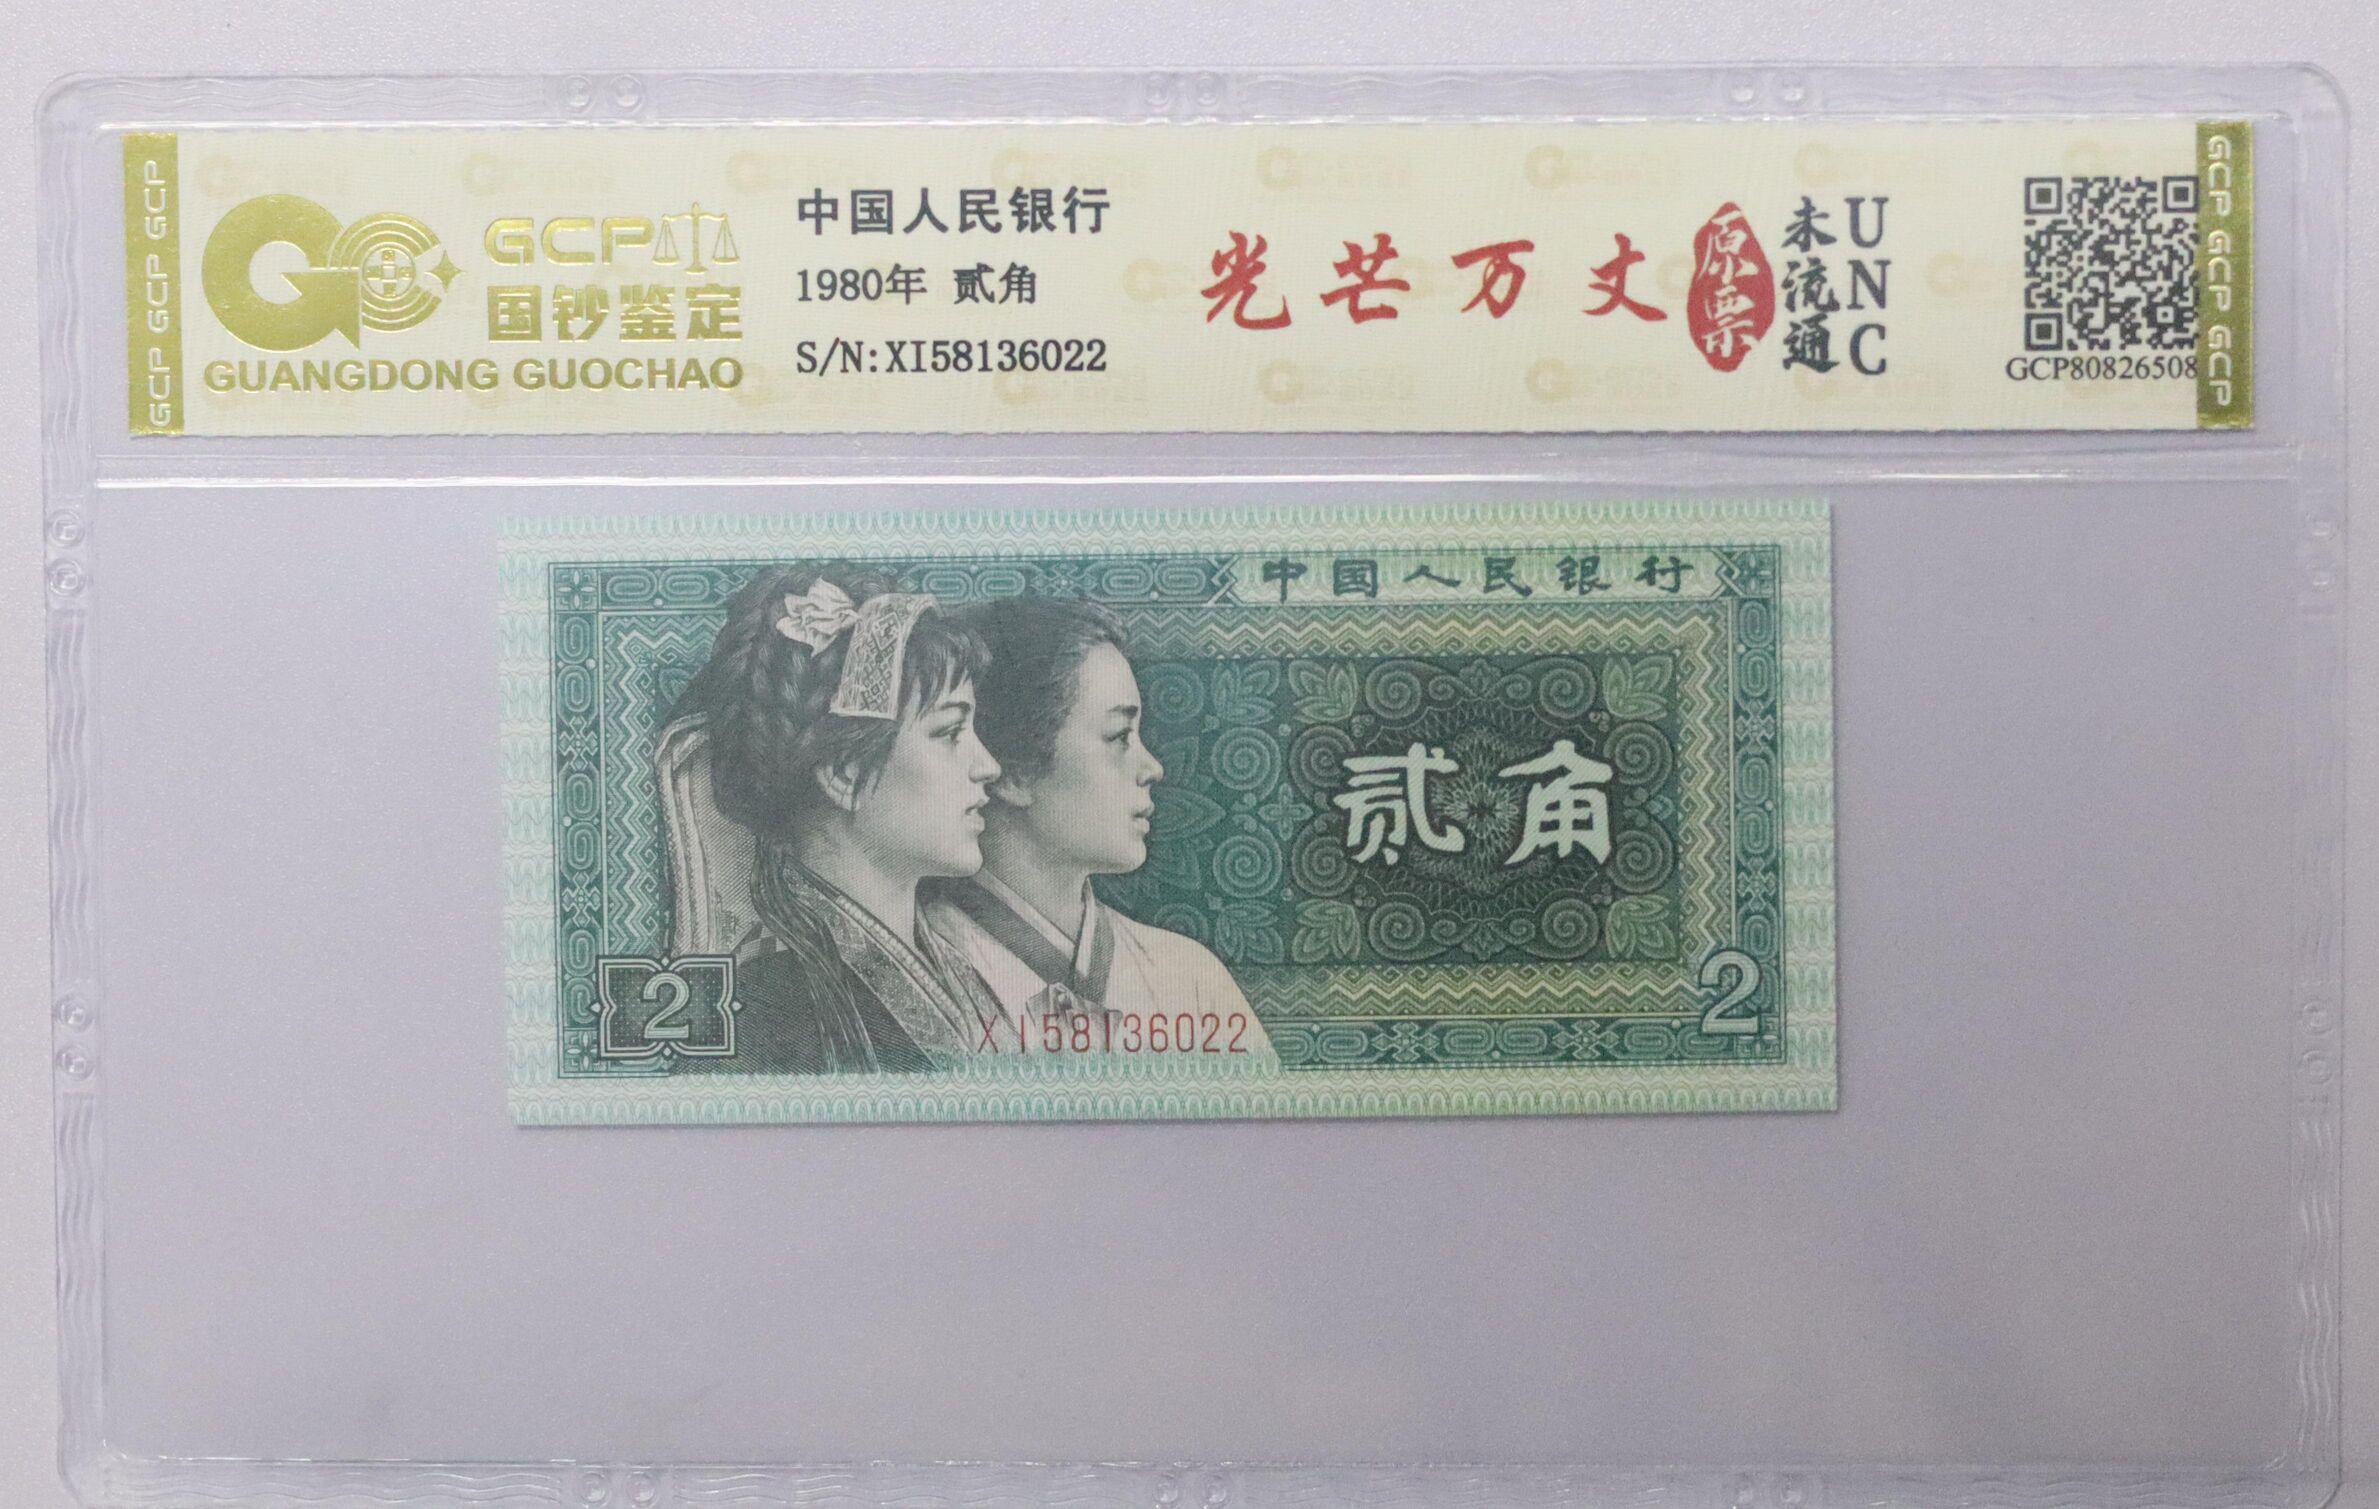 GCP GCP GCP
GCP
国钞鉴定
GUANGDONG GUOCHAO
中国人民银行
1980年 贰角
S/N:XI58136022
光芒万丈
原票
未流通
UNC
GCP80826508
GCP GCP GCP
中国人民银行
贰角
2
XI58136022
2